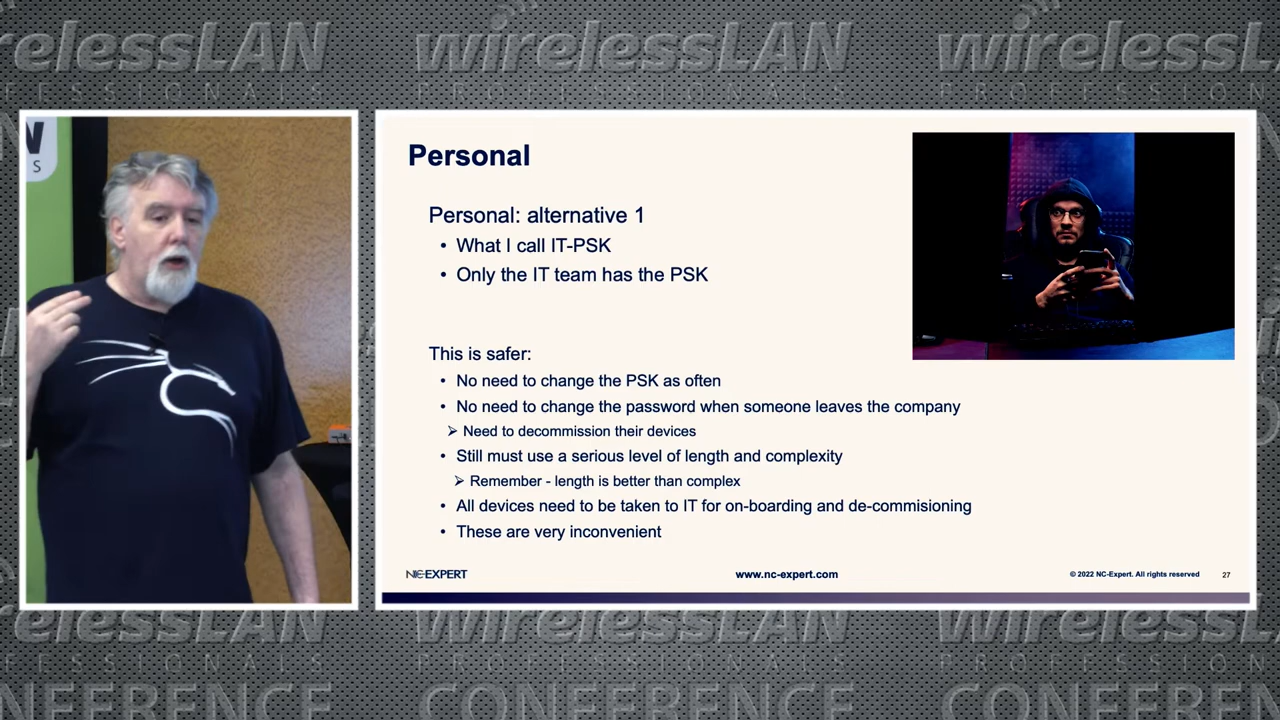 wirelessLAN
PROFESSIONALS
Personal
Personal: alternative 1
• What I call IT-PSK
• Only the IT team has the PSK
This is safer:
• No need to change the PSK as often
• No need to change the password when someone leaves the company
➢ Need to decommission their devices
• Still must use a serious level of length and complexity
➢ Remember - length is better than complex
• All devices need to be taken to IT for on-boarding and de-commisioning
• These are very inconvenient
NC-EXPERT
www.nc-expert.com
© 2022 NC-Expert. All rights reserved
27
wirelessLAN
PROFESSIONALS
CONFERENCE